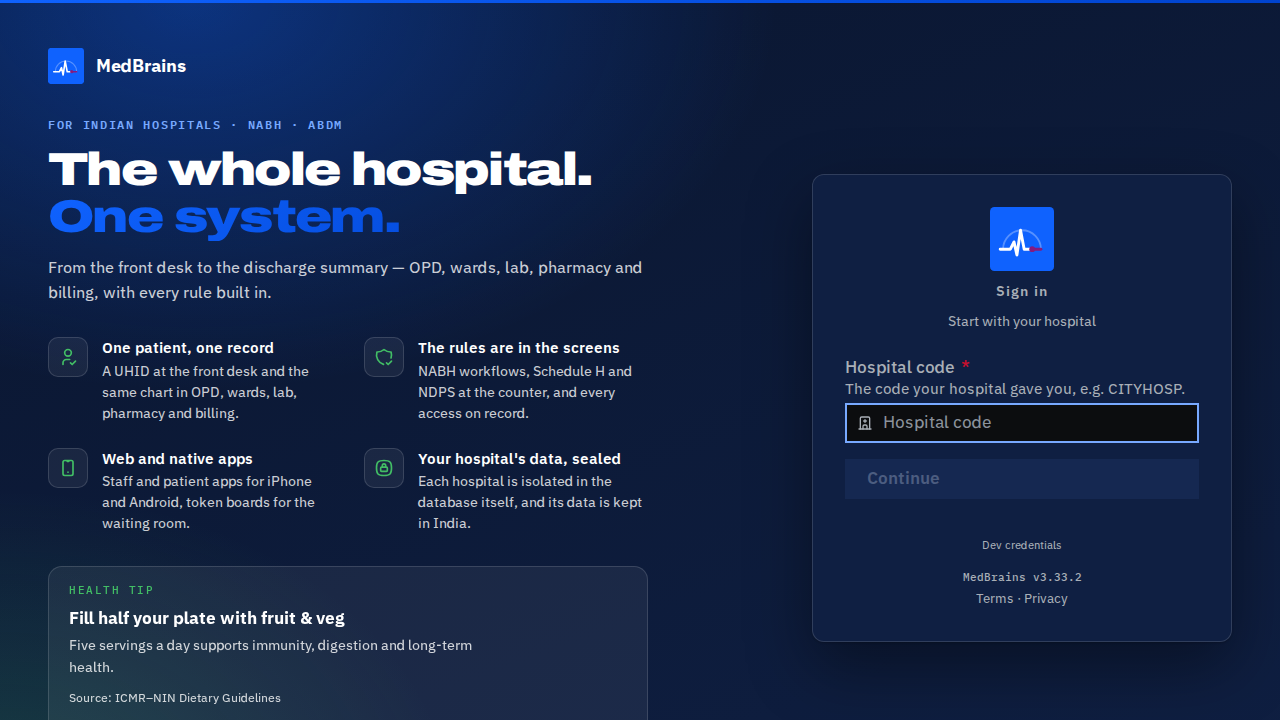 MedBrains
FOR INDIAN HOSPITALS · NABH · ABDM
The whole hospital.
One system.
From the front desk to the discharge summary — OPD, wards, lab, pharmacy and
billing, with every rule built in.
One patient, one record
A UHID at the front desk and the
same chart in OPD, wards, lab,
pharmacy and billing.
The rules are in the screens
NABH workflows, Schedule H and
NDPS at the counter, and every
access on record.
Web and native apps
Staff and patient apps for iPhone
and Android, token boards for the
waiting room.
Your hospital's data, sealed
Each hospital is isolated in the
database itself, and its data is kept
in India.
HEALTH TIP
Fill half your plate with fruit & veg
Five servings a day supports immunity, digestion and long-term
health.
Source: ICMR–NIN Dietary Guidelines
Sign in
Start with your hospital
Hospital code *
The code your hospital gave you, e.g. CITYHOSP.
Hospital code
Continue
Dev credentials
MedBrains v3.33.2
Terms · Privacy